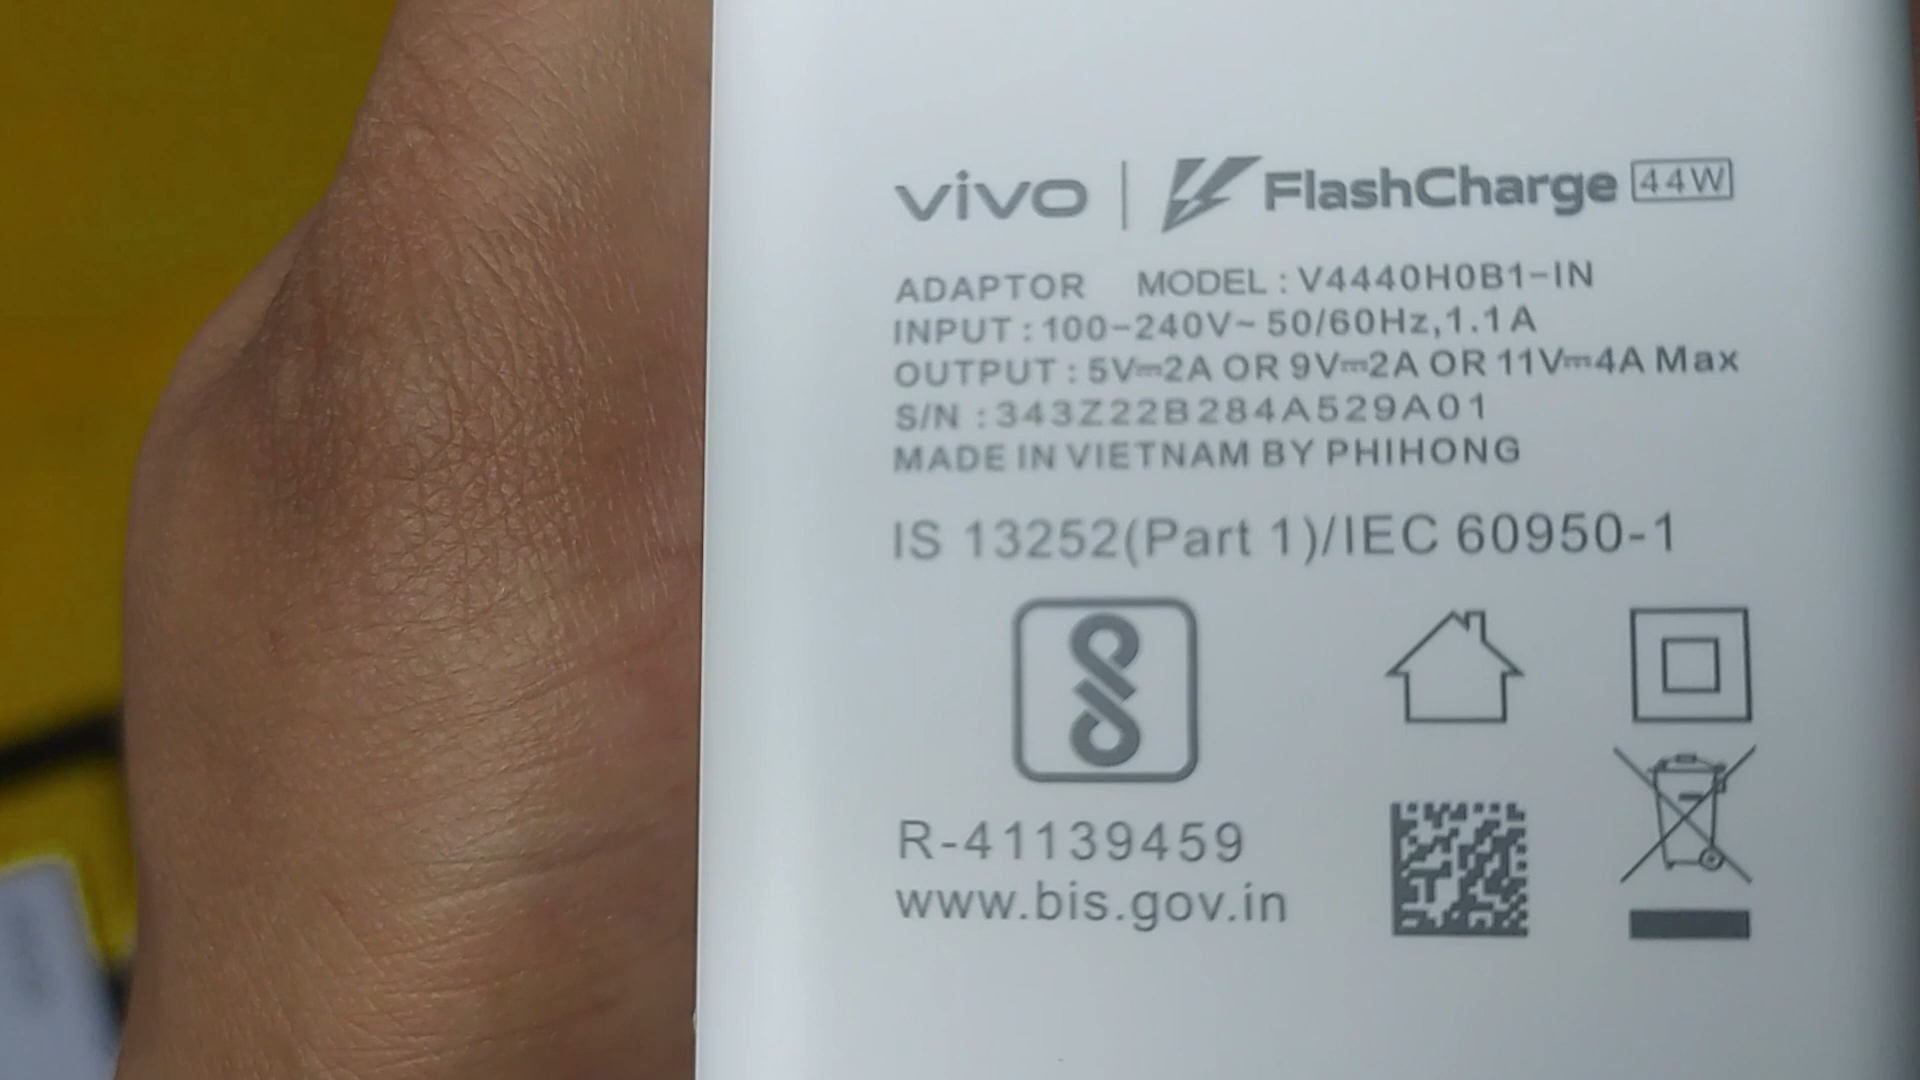 vivo | FlashCharge 44W
ADAPTOR MODEL : V4440H0B1-IN
INPUT : 100-240V~ 50/60Hz,1.1A
OUTPUT : 5V⎓2A OR 9V⎓2A OR 11V⎓4A Max
S/N : 343Z22B284A529A01
MADE IN VIETNAM BY PHIHONG
IS 13252(Part 1)/IEC 60950-1
R-41139459
www.bis.gov.in